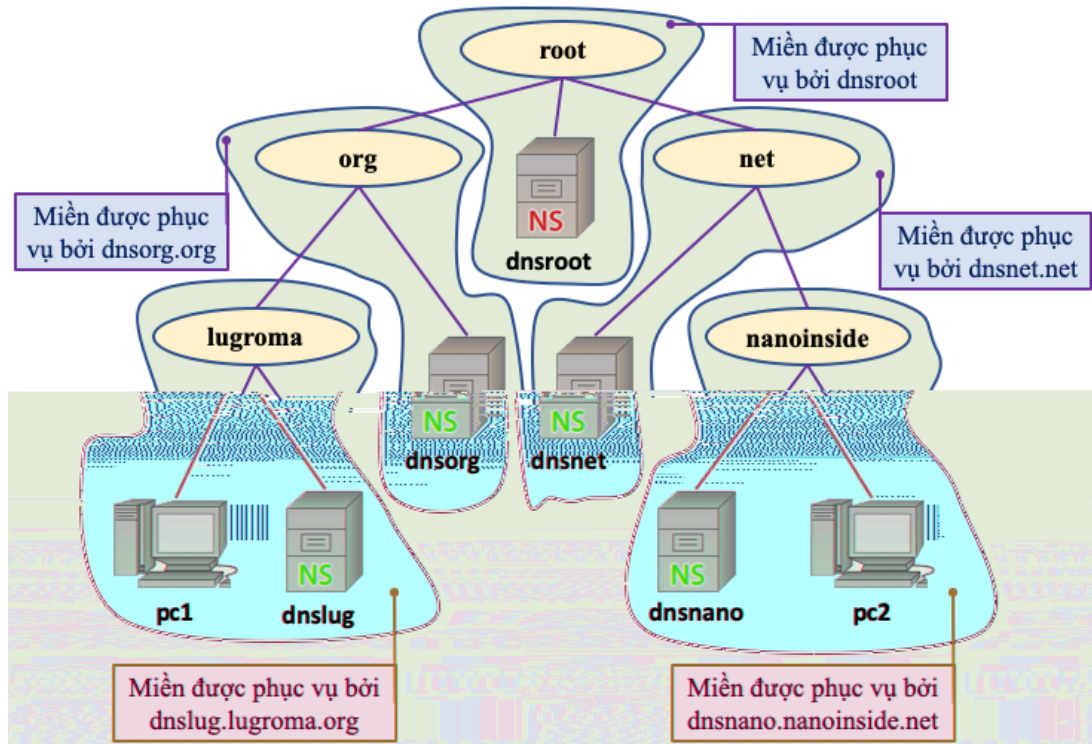 root
Miền được phục
vụ bởi dnsroot
org
net
NS
dnsroot
Miền được phục
vụ bởi dnsorg.org
Miền được phục
vụ bởi dnsnet.net
lugroma
nanoinside
NS
dnsorg
NS
dnsnet
NS
NS
pc1
dnslug
dnsnano
pc2
Miền được phục vụ bởi
dnslug.lugroma.org
Miền được phục vụ bởi
dnsnano.nanoinside.net